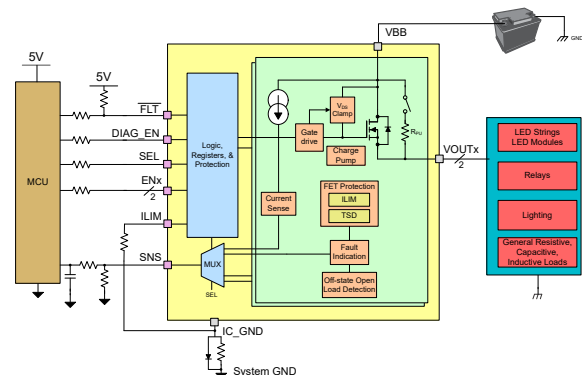 5V
5V
VBB
GND
MCU
FLT
DIAG_EN
SEL
ENx
2
ILIM
SNS
Logic,
Registers, &
Protection
MUX
SEL
Current
Sense
Gate
drive
VDS
Clamp
Charge
Pump
RPU
FET Protection
ILIM
TSD
Fault
Indication
Off-state Open
Load Detection
VOUTx
2
LED Strings
LED Modules
Relays
Lighting
General Resistive,
Capacitive,
Inductive Loads
IC_GND
System GND